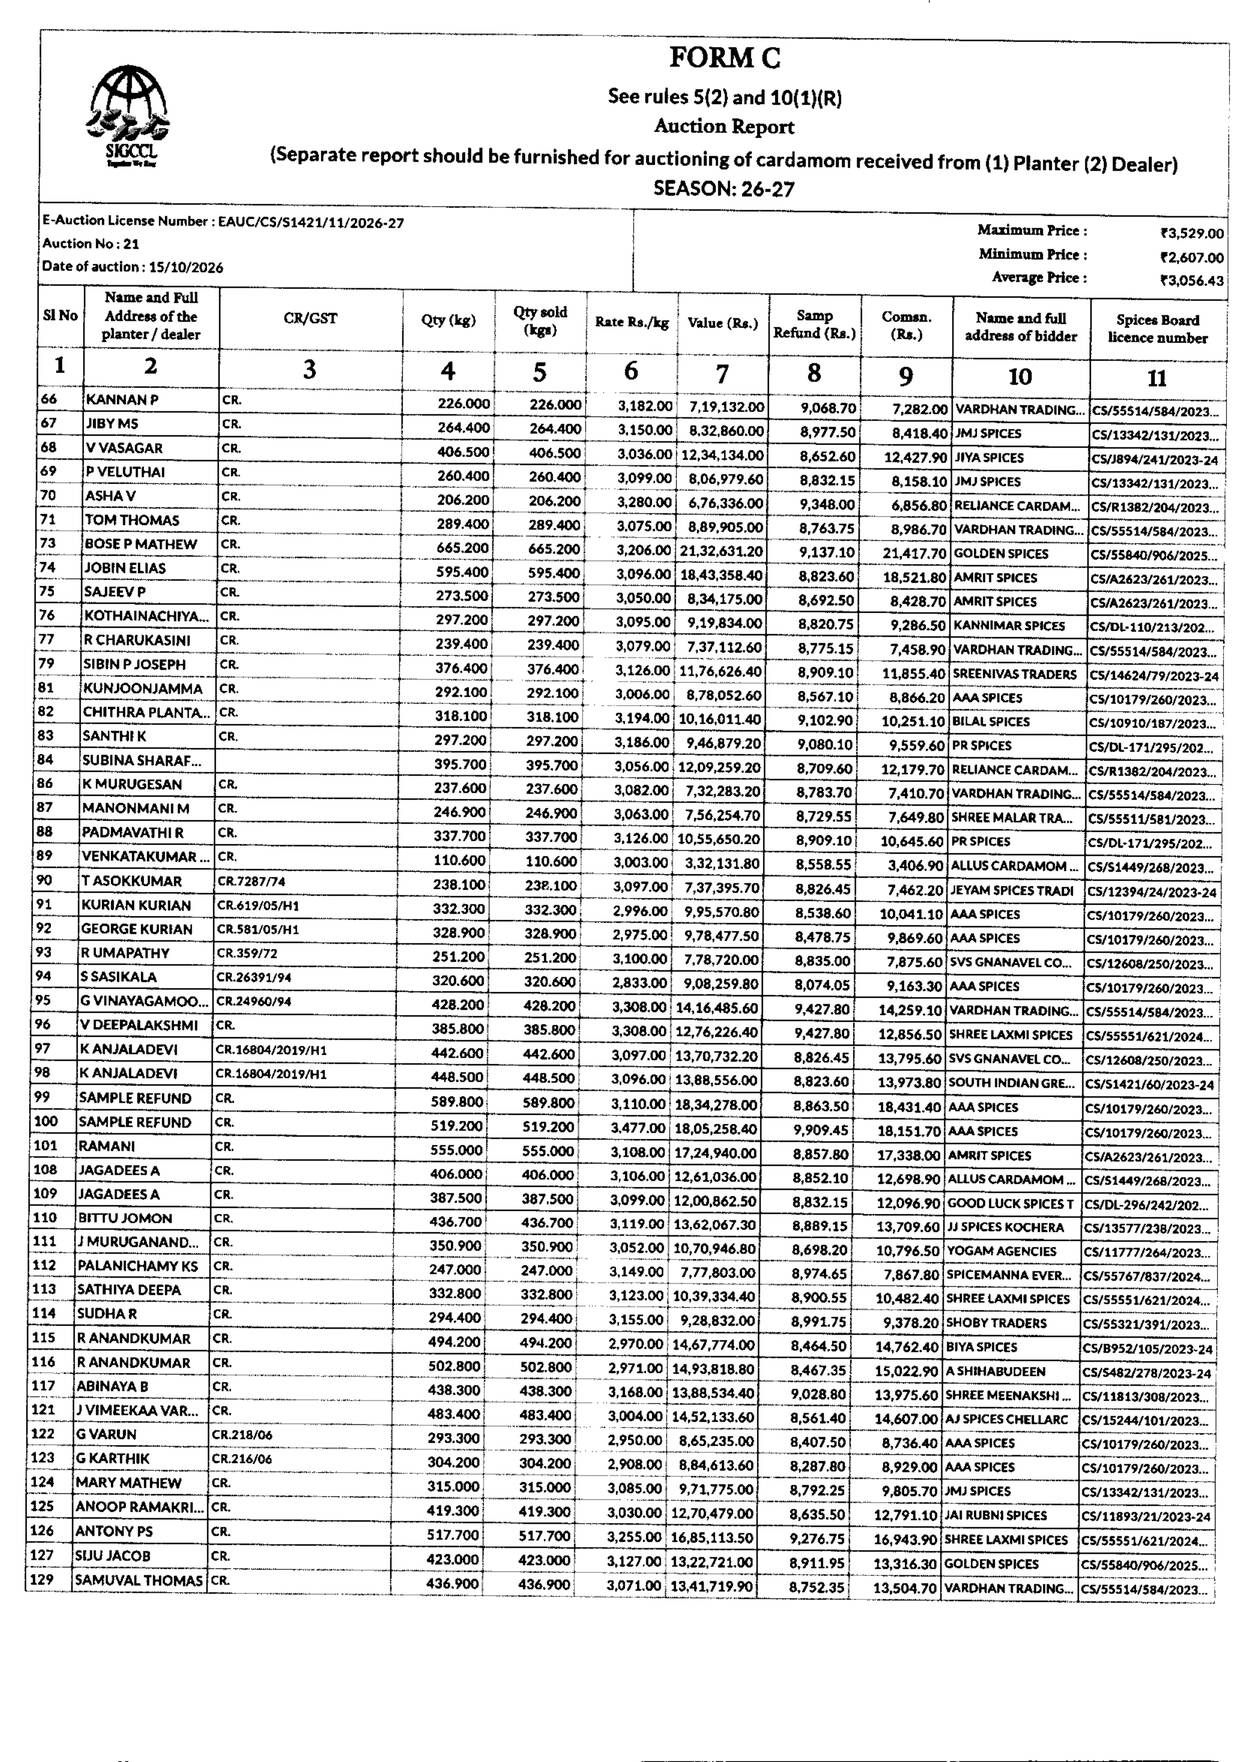 FORM C
See rules 5(2) and 10(1)(R)
Auction Report
(Separate report should be furnished for auctioning of cardamom received from (1) Planter (2) Dealer)
SEASON: 26-27
SIGCCL
E-Auction License Number : EAUC/CS/S1421/11/2026-27
Auction No : 21
Date of auction : 15/10/2026
Maximum Price : ₹3,529.00
Minimum Price : ₹2,607.00
Average Price : ₹3,056.43
Sl No Name and Full Address of the planter / dealer CR/GST Qty (kg) Qty sold (kgs) Rate Rs./kg Value (Rs.) Samp Refund (Rs.) Comsn. (Rs.) Name and full address of bidder Spices Board licence number
1 2 3 4 5 6 7 8 9 10 11
66 KANNAN P CR. 226.000 226.000 3,182.00 7,19,132.00 9,068.70 7,282.00 VARDHAN TRADING... CS/55514/584/2023...
67 JIBY MS CR. 264.400 264.400 3,150.00 8,32,860.00 8,977.50 8,418.40 JMJ SPICES CS/13342/131/2023...
68 V VASAGAR CR. 406.500 406.500 3,036.00 12,34,134.00 8,652.60 12,427.90 JIYA SPICES CS/J894/241/2023-24
69 P VELUTHAI CR. 260.400 260.400 3,099.00 8,06,979.60 8,832.15 8,158.10 JMJ SPICES CS/13342/131/2023...
70 ASHA V CR. 206.200 206.200 3,280.00 6,76,336.00 9,348.00 6,856.80 RELIANCE CARDAM... CS/R1382/204/2023...
71 TOM THOMAS CR. 289.400 289.400 3,075.00 8,89,905.00 8,763.75 8,986.70 VARDHAN TRADING... CS/55514/584/2023...
73 BOSE P MATHEW CR. 665.200 665.200 3,206.00 21,32,631.20 9,137.10 21,417.70 GOLDEN SPICES CS/55840/906/2025...
74 JOBIN ELIAS CR. 595.400 595.400 3,096.00 18,43,358.40 8,823.60 18,521.80 AMRIT SPICES CS/A2623/261/2023...
75 SAJEEV P CR. 273.500 273.500 3,050.00 8,34,175.00 8,692.50 8,428.70 AMRIT SPICES CS/A2623/261/2023...
76 KOTHAINACHIYA... CR. 297.200 297.200 3,095.00 9,19,834.00 8,820.75 9,286.50 KANNIMAR SPICES CS/DL-110/213/202...
77 R CHARUKASINI CR. 239.400 239.400 3,079.00 7,37,112.60 8,775.15 7,458.90 VARDHAN TRADING... CS/55514/584/2023...
79 SIBIN P JOSEPH CR. 376.400 376.400 3,126.00 11,76,626.40 8,909.10 11,855.40 SREENIVAS TRADERS CS/14624/79/2023-24
81 KUNJOONJAMMA CR. 292.100 292.100 3,006.00 8,78,052.60 8,567.10 8,866.20 AAA SPICES CS/10179/260/2023...
82 CHITHRA PLANTA... CR. 318.100 318.100 3,194.00 10,16,011.40 9,102.90 10,251.10 BILAL SPICES CS/10910/187/2023...
83 SANTHI K CR. 297.200 297.200 3,186.00 9,46,879.20 9,080.10 9,559.60 PR SPICES CS/DL-171/295/202...
84 SUBINA SHARAF... 395.700 395.700 3,056.00 12,09,259.20 8,709.60 12,179.70 RELIANCE CARDAM... CS/R1382/204/2023...
86 K MURUGESAN CR. 237.600 237.600 3,082.00 7,32,283.20 8,783.70 7,410.70 VARDHAN TRADING... CS/55514/584/2023...
87 MANONMANI M CR. 246.900 246.900 3,063.00 7,56,254.70 8,729.55 7,649.80 SHREE MALAR TRA... CS/55511/581/2023...
88 PADMAVATHI R CR. 337.700 337.700 3,126.00 10,55,650.20 8,909.10 10,645.60 PR SPICES CS/DL-171/295/202...
89 VENKATAKUMAR ... CR. 110.600 110.600 3,003.00 3,32,131.80 8,558.55 3,406.90 ALLUS CARDAMOM ... CS/S1449/268/2023...
90 T ASOKKUMAR CR.7287/74 238.100 238.100 3,097.00 7,37,395.70 8,826.45 7,462.20 JEYAM SPICES TRADI CS/12394/24/2023-24
91 KURIAN KURIAN CR.619/05/H1 332.300 332.300 2,996.00 9,95,570.80 8,538.60 10,041.10 AAA SPICES CS/10179/260/2023...
92 GEORGE KURIAN CR.581/05/H1 328.900 328.900 2,975.00 9,78,477.50 8,478.75 9,869.60 AAA SPICES CS/10179/260/2023...
93 R UMAPATHY CR.359/72 251.200 251.200 3,100.00 7,78,720.00 8,835.00 7,875.60 SVS GNANAVEL CO... CS/12608/250/2023...
94 S SASIKALA CR.26391/94 320.600 320.600 2,833.00 9,08,259.80 8,074.05 9,163.30 AAA SPICES CS/10179/260/2023...
95 G VINAYAGAMOO... CR.24960/94 428.200 428.200 3,308.00 14,16,485.60 9,427.80 14,259.10 VARDHAN TRADING... CS/55514/584/2023...
96 V DEEPALAKSHMI CR. 385.800 385.800 3,308.00 12,76,226.40 9,427.80 12,856.50 SHREE LAXMI SPICES CS/55551/621/2024...
97 K ANJALADEVI CR.16804/2019/H1 442.600 442.600 3,097.00 13,70,732.20 8,826.45 13,795.60 SVS GNANAVEL CO... CS/12608/250/2023...
98 K ANJALADEVI CR.16804/2019/H1 448.500 448.500 3,096.00 13,88,556.00 8,823.60 13,973.80 SOUTH INDIAN GRE... CS/S1421/60/2023-24
99 SAMPLE REFUND CR. 589.800 589.800 3,110.00 18,34,278.00 8,863.50 18,431.40 AAA SPICES CS/10179/260/2023...
100 SAMPLE REFUND CR. 519.200 519.200 3,477.00 18,05,258.40 9,909.45 18,151.70 AAA SPICES CS/10179/260/2023...
101 RAMANI CR. 555.000 555.000 3,108.00 17,24,940.00 8,857.80 17,338.00 AMRIT SPICES CS/A2623/261/2023...
108 JAGADEES A CR. 406.000 406.000 3,106.00 12,61,036.00 8,852.10 12,698.90 ALLUS CARDAMOM ... CS/S1449/268/2023...
109 JAGADEES A CR. 387.500 387.500 3,099.00 12,00,862.50 8,832.15 12,096.90 GOOD LUCK SPICES T CS/DL-296/242/202...
110 BITTU JOMON CR. 436.700 436.700 3,119.00 13,62,067.30 8,889.15 13,709.60 JJ SPICES KOCHERA CS/13577/238/2023...
111 J MURUGANAND... CR. 350.900 350.900 3,052.00 10,70,946.80 8,698.20 10,796.50 YOGAM AGENCIES CS/11777/264/2023...
112 PALANICHAMY KS CR. 247.000 247.000 3,149.00 7,77,803.00 8,974.65 7,867.80 SPICEMANNA EVER... CS/55767/837/2024...
113 SATHIYA DEEPA CR. 332.800 332.800 3,123.00 10,39,334.40 8,900.55 10,482.40 SHREE LAXMI SPICES CS/55551/621/2024...
114 SUDHA R CR. 294.400 294.400 3,155.00 9,28,832.00 8,991.75 9,378.20 SHOBY TRADERS CS/55321/391/2023...
115 R ANANDKUMAR CR. 494.200 494.200 2,970.00 14,67,774.00 8,464.50 14,762.40 BIYA SPICES CS/B952/105/2023-24
116 R ANANDKUMAR CR. 502.800 502.800 2,971.00 14,93,818.80 8,467.35 15,022.90 A SHIHABUDEEN CS/S482/278/2023-24
117 ABINAYA B CR. 438.300 438.300 3,168.00 13,88,534.40 9,028.80 13,975.60 SHREE MEENAKSHI ... CS/11813/308/2023...
121 J VIMEEKAA VAR... CR. 483.400 483.400 3,004.00 14,52,133.60 8,561.40 14,607.00 AJ SPICES CHELLARC CS/15244/101/2023...
122 G VARUN CR.218/06 293.300 293.300 2,950.00 8,65,235.00 8,407.50 8,736.40 AAA SPICES CS/10179/260/2023...
123 G KARTHIK CR.216/06 304.200 304.200 2,908.00 8,84,613.60 8,287.80 8,929.00 AAA SPICES CS/10179/260/2023...
124 MARY MATHEW CR. 315.000 315.000 3,085.00 9,71,775.00 8,792.25 9,805.70 JMJ SPICES CS/13342/131/2023...
125 ANOOP RAMAKRI... CR. 419.300 419.300 3,030.00 12,70,479.00 8,635.50 12,791.10 JAI RUBNI SPICES CS/11893/21/2023-24
126 ANTONY PS CR. 517.700 517.700 3,255.00 16,85,113.50 9,276.75 16,943.90 SHREE LAXMI SPICES CS/55551/621/2024...
127 SIJU JACOB CR. 423.000 423.000 3,127.00 13,22,721.00 8,911.95 13,316.30 GOLDEN SPICES CS/55840/906/2025...
129 SAMUVAL THOMAS CR. 436.900 436.900 3,071.00 13,41,719.90 8,752.35 13,504.70 VARDHAN TRADING... CS/55514/584/2023...